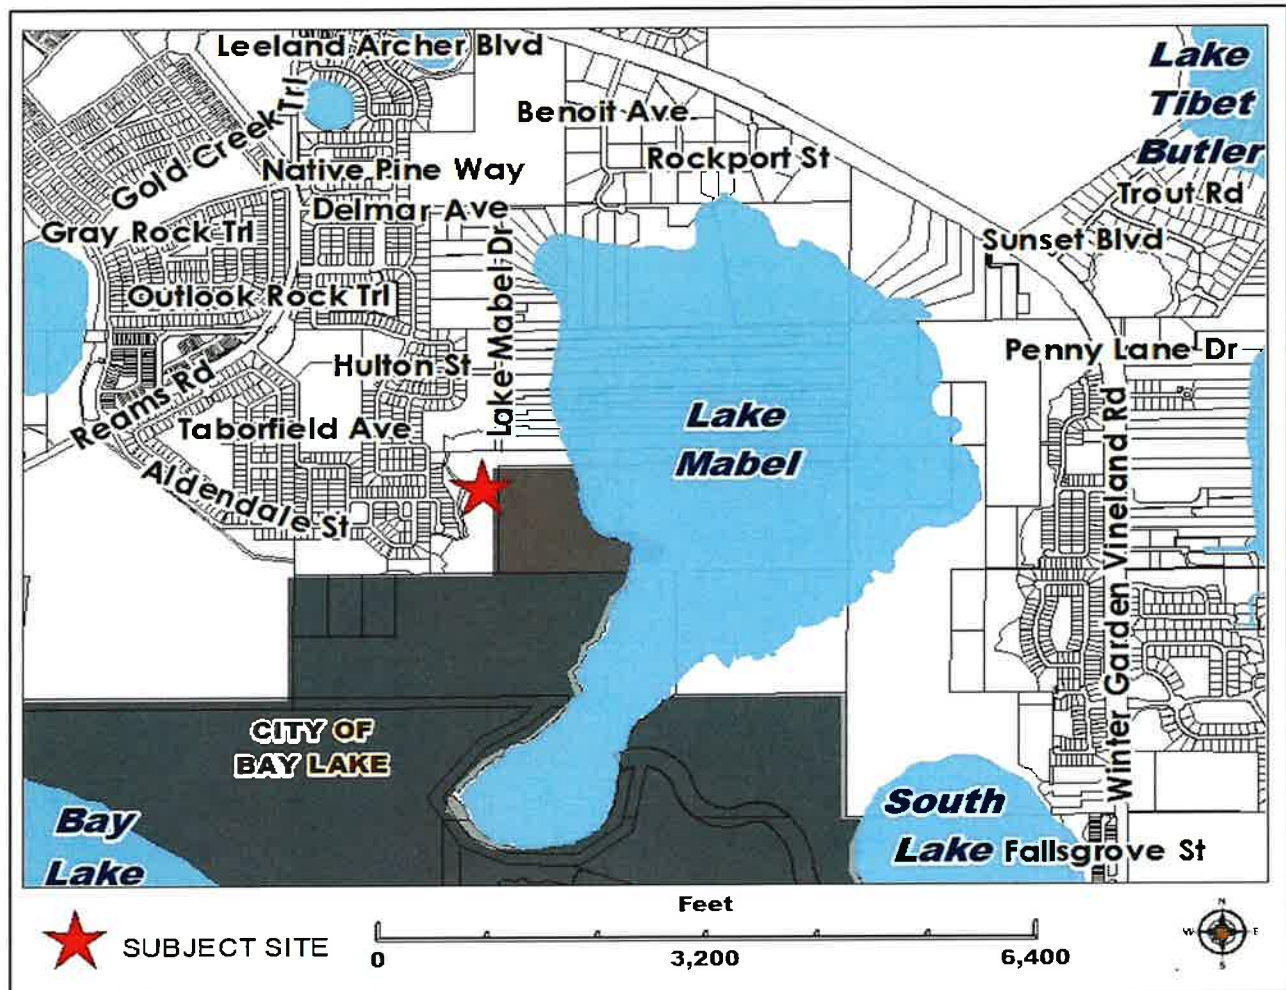 Leeland Archer Blvd
Lake
Tibet
Butler
Benoit Ave
Gold Creek Trl
Rockport St
Native Pine Way
Trout Rd
Delmar Ave
Gray Rock Trl
Sunset Blvd
Lake Mabel Dr
Outlook Rock Trl
Penny Lane Dr
Hulton St
Reams Rd
Lake
Mabel
Taborfield Ave
Winter Garden Vineland Rd
Aldendale St
CITY OF
BAY LAKE
Bay
Lake
South
Lake
Fallsgrove St
SUBJECT SITE
Feet
0
3,200
6,400
N
W
E
S